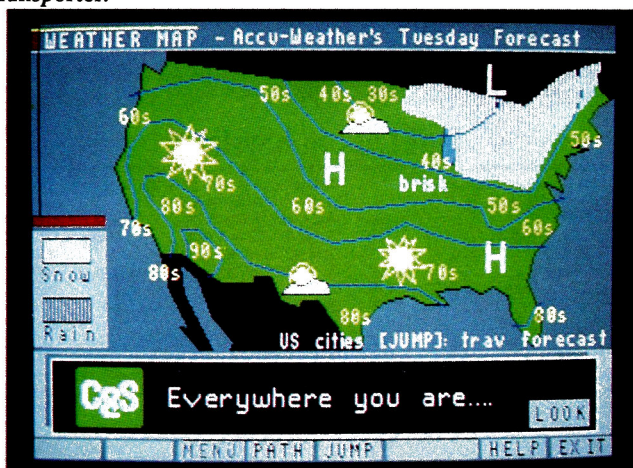 ransporter.
WEATHER MAP - Accu-Weather's Tuesday Forecast
L
50s 40s 30s
60s
50s
H
40s
70s
brisk
80s 60s 50s
70s 60s
90s
80s 70s H
Snow
80s 80s
Rain
US cities [JUMP]: trav forecast
C&S Everywhere you are....
LOOK
MENU PATH JUMP HELP EXIT